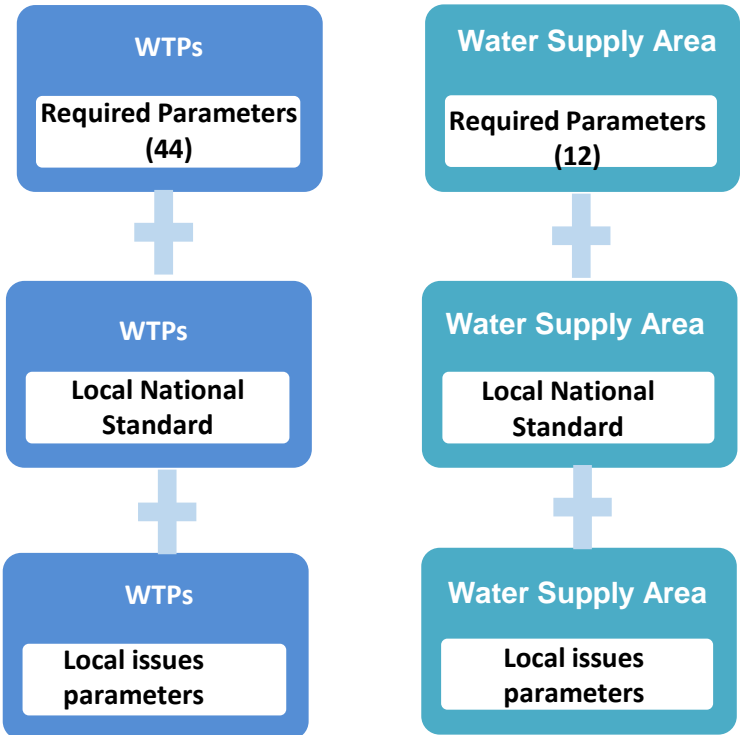 WTPs
Required Parameters
(44)
WTPs
Local National
Standard
WTPs
Local issues
parameters
Water Supply Area
Required Parameters
(12)
Water Supply Area
Local National
Standard
Water Supply Area
Local issues
parameters